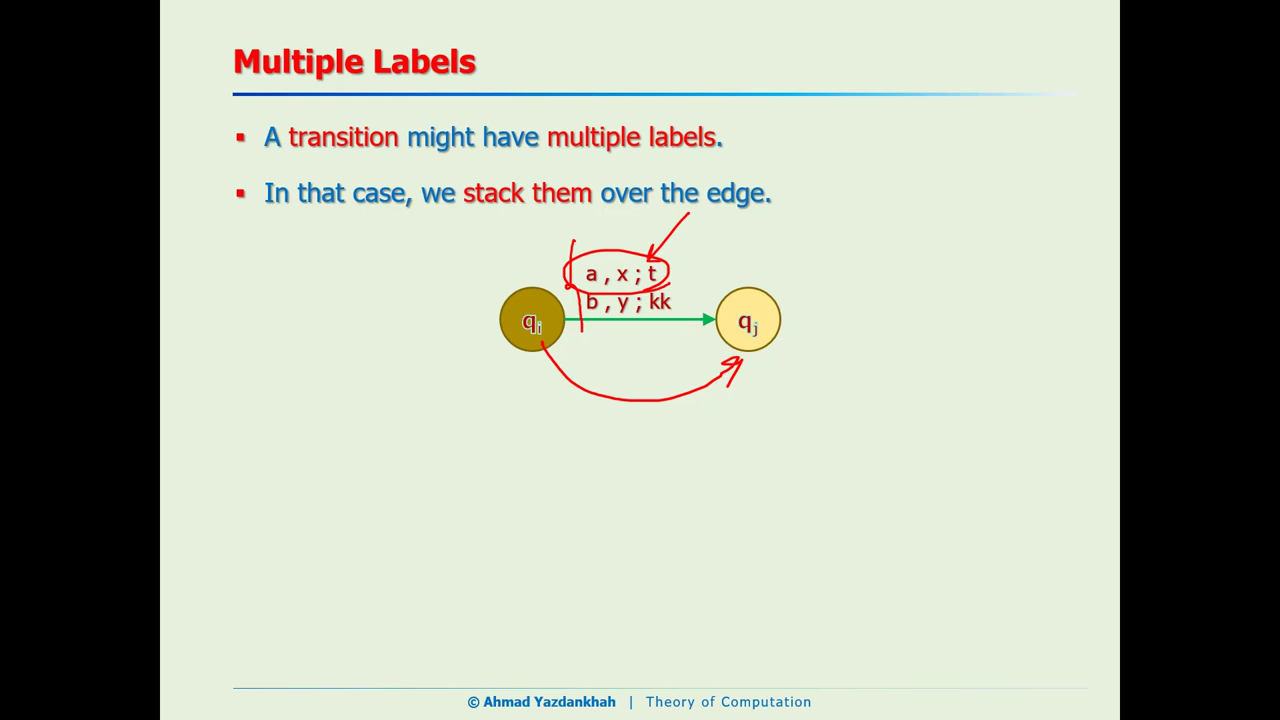 Multiple Labels
▪ A transition might have multiple labels.
▪ In that case, we stack them over the edge.
a , x ; t
b , y ; kk
qi
qj
© Ahmad Yazdankhah | Theory of Computation